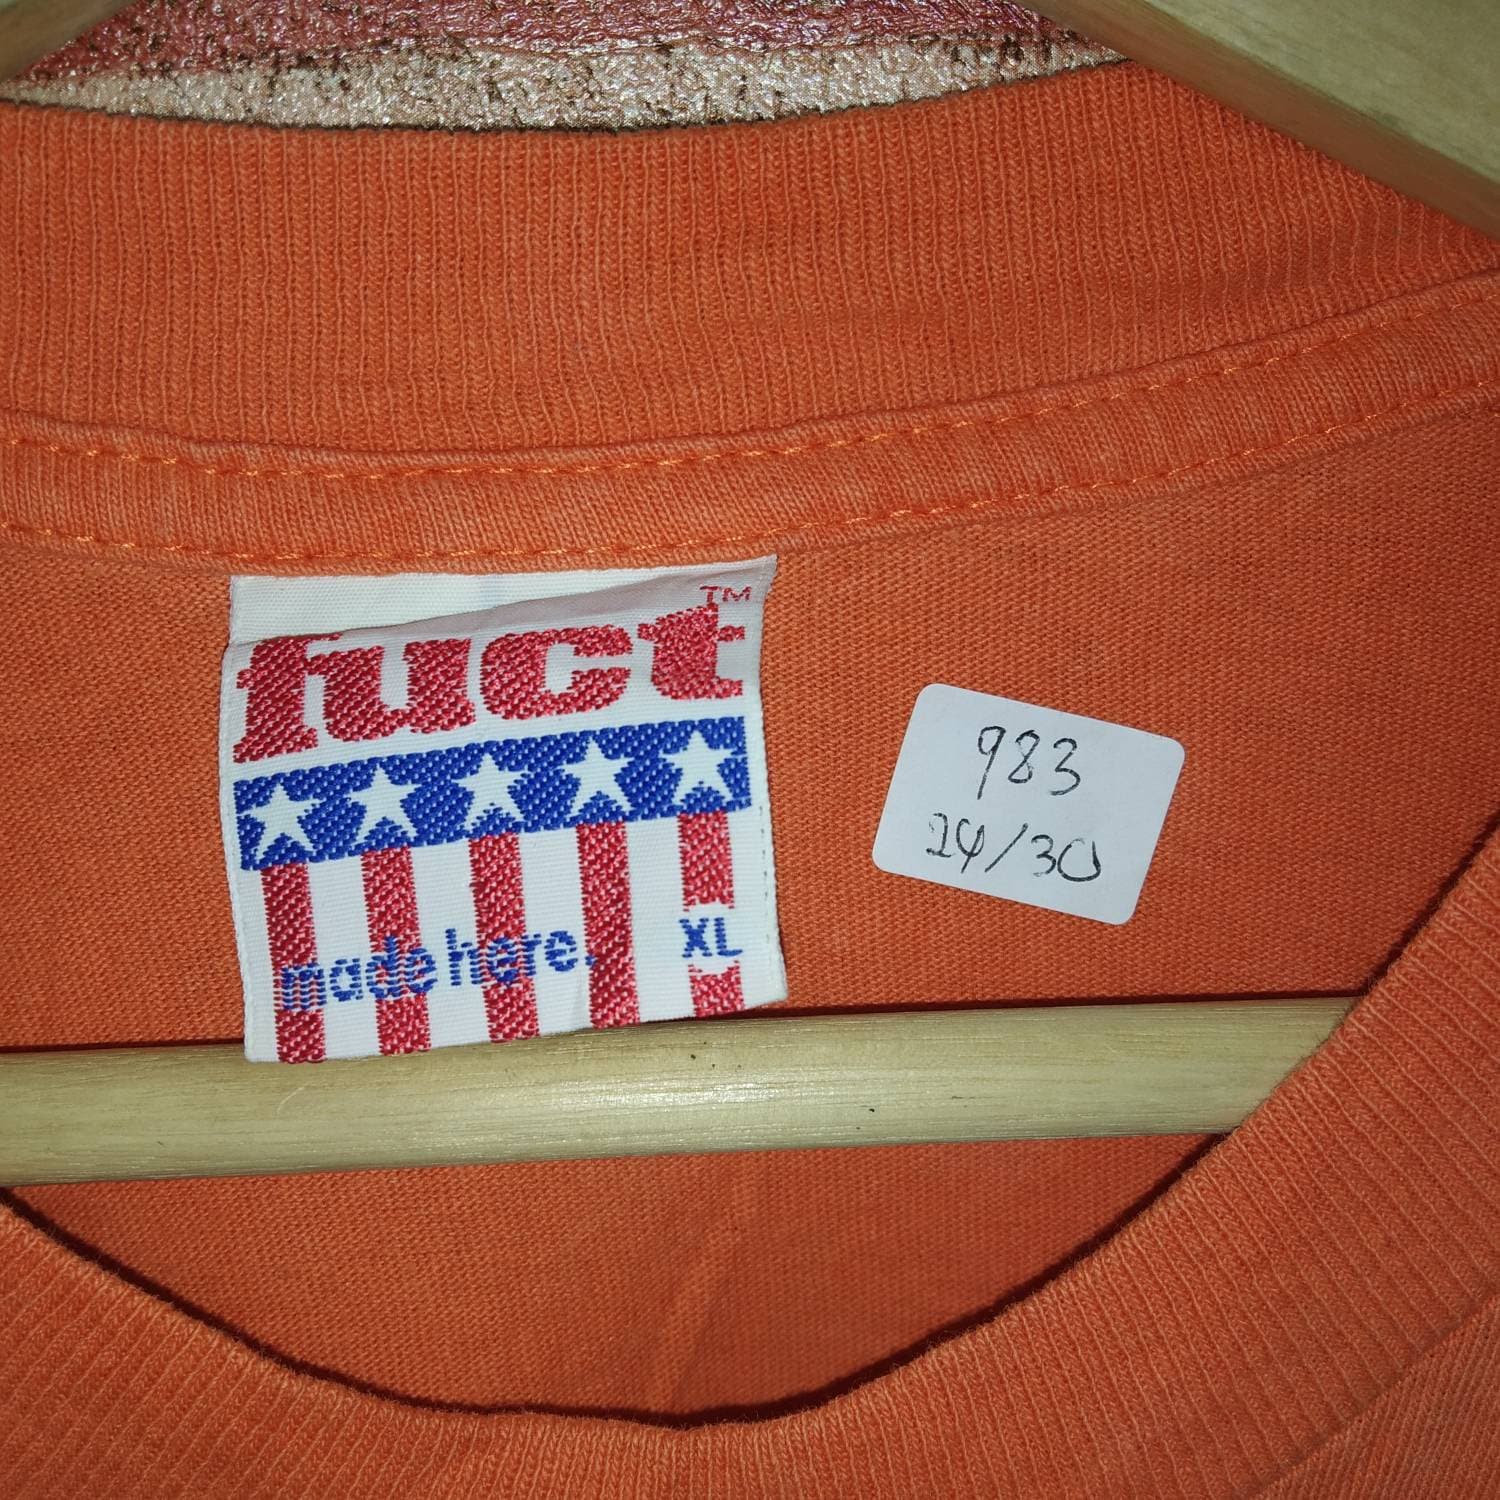 fuct™
made here.
XL
983
24/30